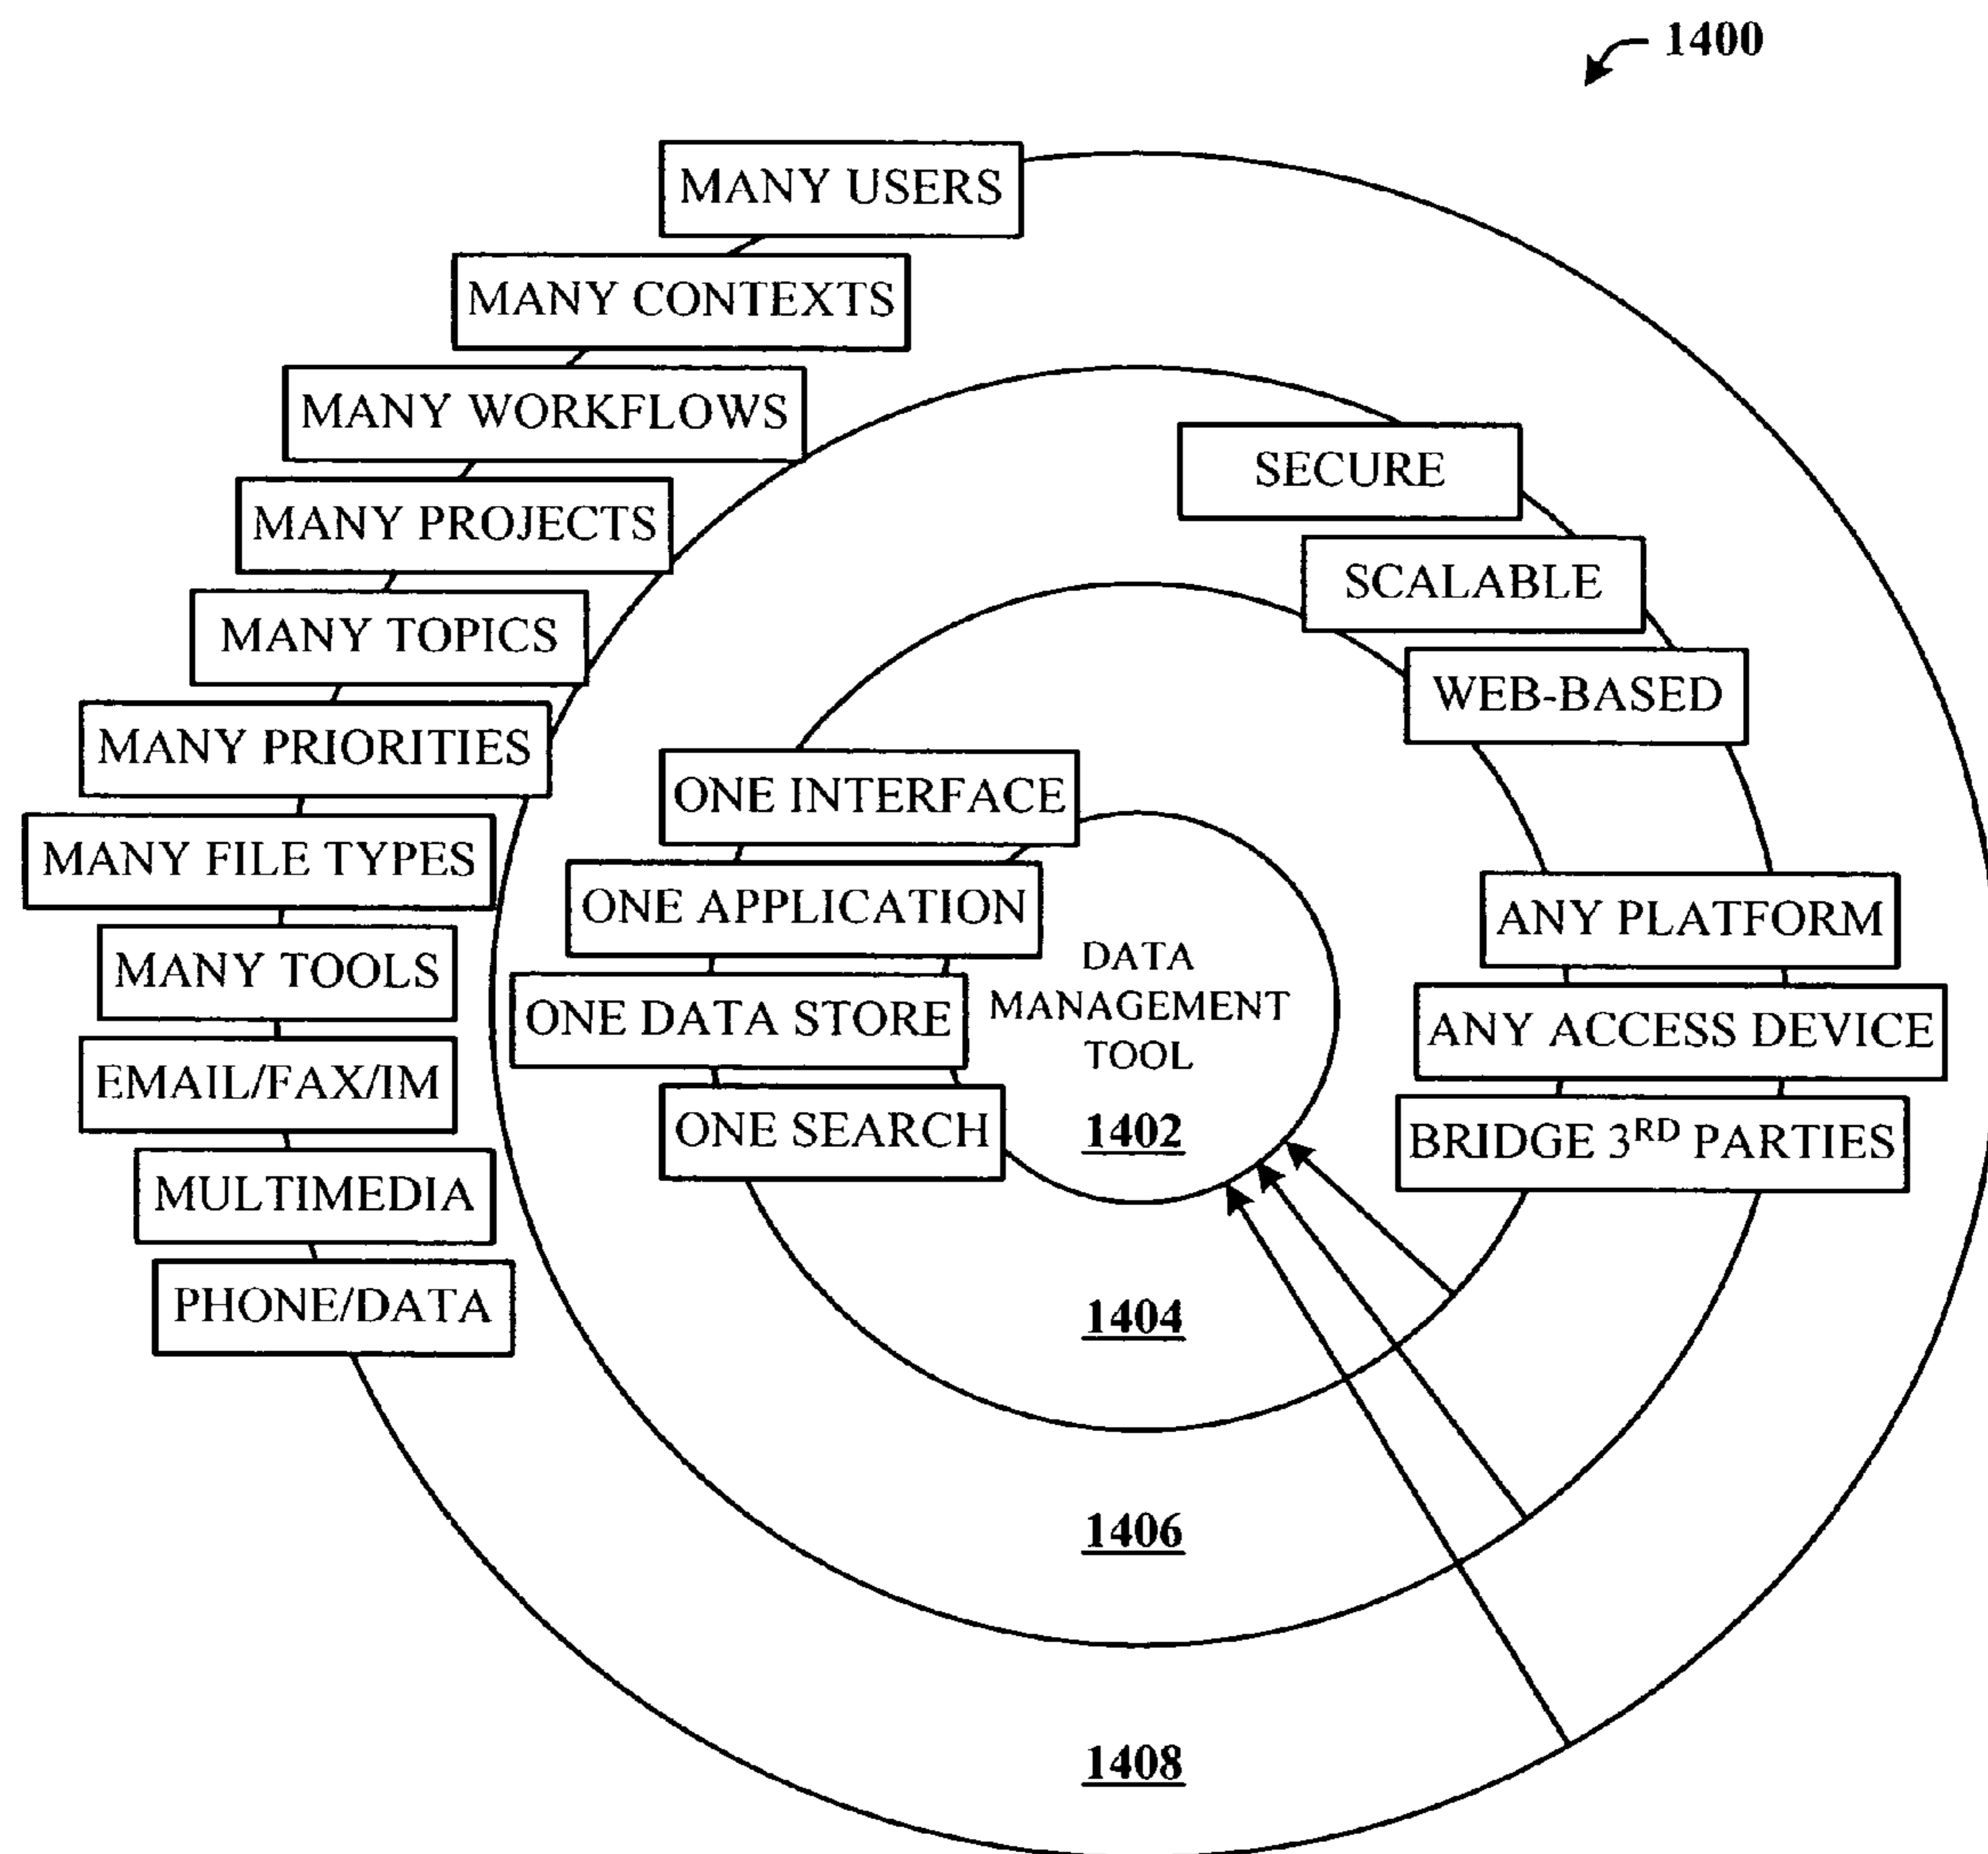 1400
MANY USERS
MANY CONTEXTS
MANY WORKFLOWS
MANY PROJECTS
MANY TOPICS
MANY PRIORITIES
MANY FILE TYPES
MANY TOOLS
EMAIL/FAX/IM
MULTIMEDIA
PHONE/DATA
SECURE
SCALABLE
WEB-BASED
ANY PLATFORM
ANY ACCESS DEVICE
BRIDGE 3RD PARTIES
ONE INTERFACE
ONE APPLICATION
ONE DATA STORE
ONE SEARCH
DATA
MANAGEMENT
TOOL
1402
1404
1406
1408